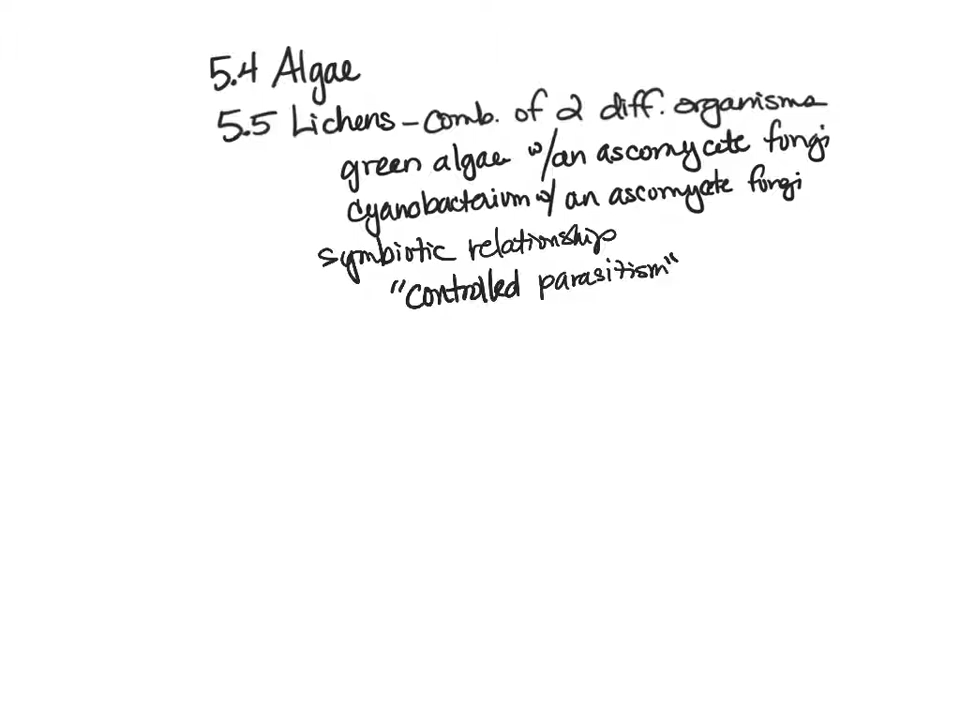 5.4 Algae
5.5 Lichens - comb. of 2 diff. organisms
green algae w/an ascomycete fungi
cyanobacterium w/ an ascomycete fungi
symbiotic relationship
"controlled parasitism"